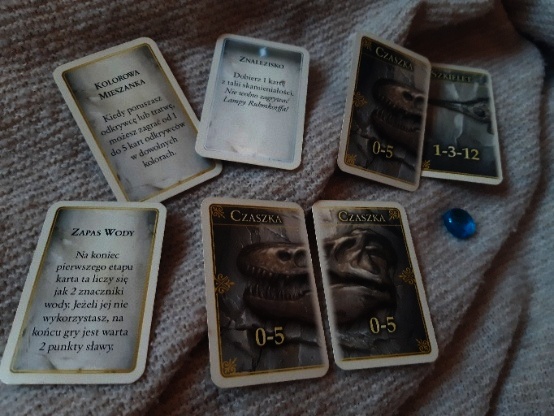 Kolorowa
Mieszanka
Kiedy poruszasz
odkrywcę lub tratwę,
możesz zagrać od 1
do 5 kart odkrywców
w dowolnych
kolorach.
Znalezisko
Dobierz 1 kartę
z talii skamieniałości.
Nie wolno zagrywać
Lampy Ruhmkorffa!
Czaszka
0-5
1-3-12
Zapas Wody
Na koniec
pierwszego etapu
karta ta liczy się
jak 2 znaczniki
wody. Jeżeli jej nie
wykorzystasz, na
końcu gry jest warta
2 punkty sławy.
Czaszka
0-5
Czaszka
0-5